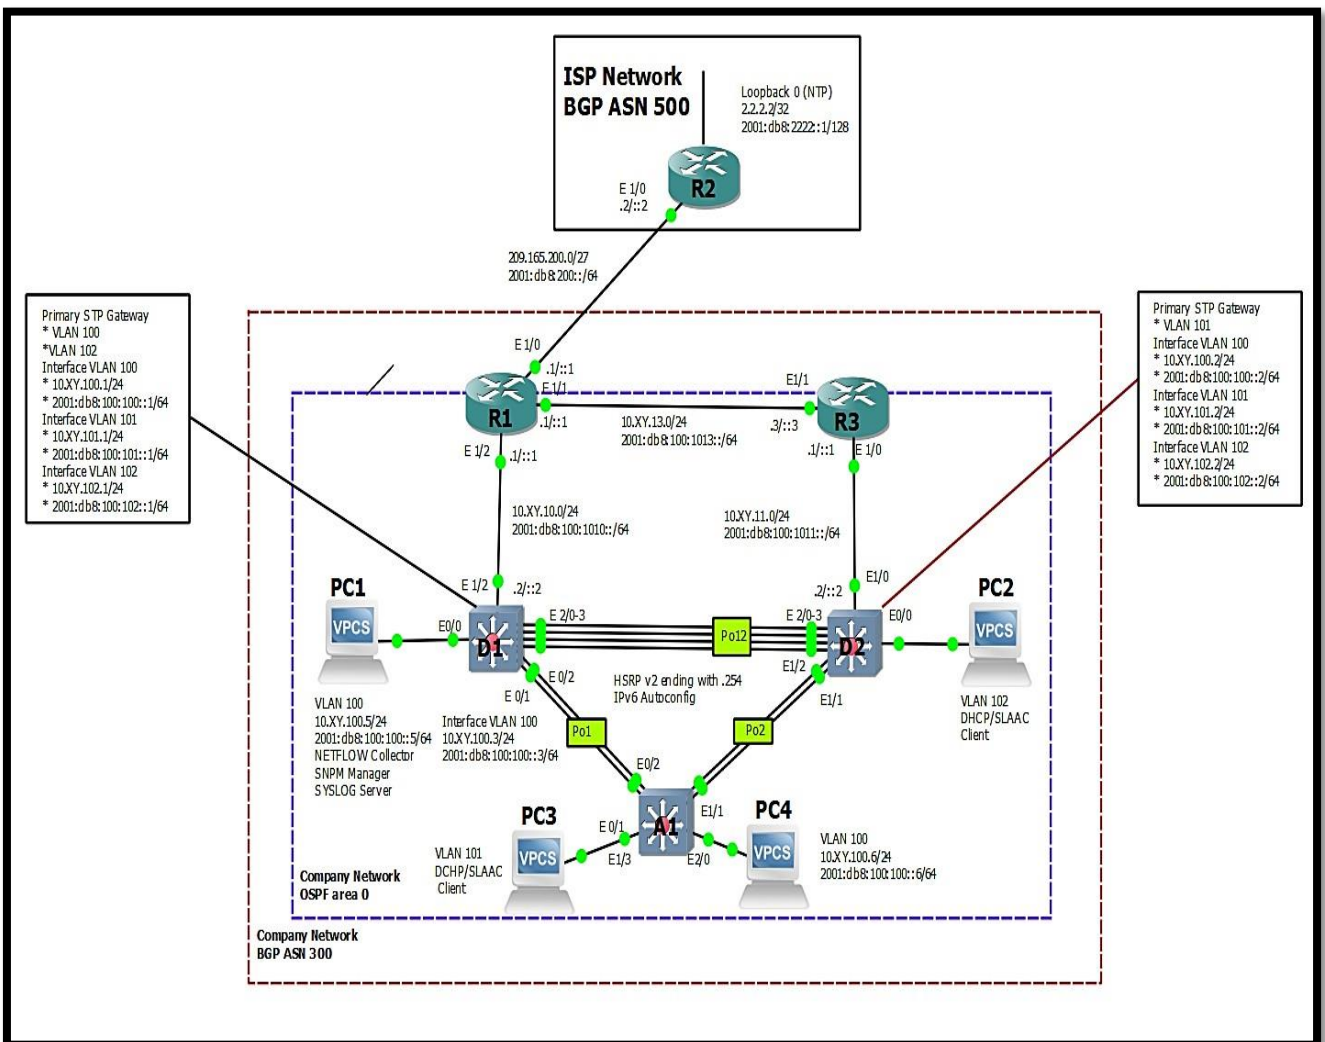 ISP Network
BGP ASN 500
Loopback 0 (NTP)
2.2.2.2/32
2001:db8:2222::1/128
R2
E 1/0
.2/::2
209.165.200.0/27
2001:db8:200::/64
Primary STP Gateway
* VLAN 100
*VLAN 102
Interface VLAN 100
* 10.XY.100.1/24
* 2001:db8:100:100::1/64
Interface VLAN 101
* 10.XY.101.1/24
* 2001:db8:100:101::1/64
Interface VLAN 102
* 10.XY.102.1/24
* 2001:db8:100:102::1/64
Primary STP Gateway
* VLAN 101
Interface VLAN 100
* 10.XY.100.2/24
* 2001:db8:100:100::2/64
Interface VLAN 101
* 10.XY.101.2/24
* 2001:db8:100:101::2/64
Interface VLAN 102
* 10.XY.102.2/24
* 2001:db8:100:102::2/64
E 1/0
.1/::1
E 1/1
R1
.1/::1
E 1/2
.1/::1
10.XY.13.0/24
2001:db8:100:1013::/64
E1/1
R3
.3/::3
.1/::1
E 1/0
10.XY.10.0/24
2001:db8:100:1010::/64
10.XY.11.0/24
2001:db8:100:1011::/64
E 1/2
.2/::2
E1/0
.2/::2
PC1
VPCS
E0/0
D1
E 2/0-3
Po12
E 2/0-3
D2
E0/0
PC2
VPCS
E 0/2
E 0/1
E1/2
E1/1
HSRP v2 ending with .254
IPv6 Autoconfig
VLAN 100
10.XY.100.5/24
2001:db8:100:100::5/64
NETFLOW Collector
SNPM Manager
SYSLOG Server
Interface VLAN 100
10.XY.100.3/24
2001:db8:100:100::3/64
Po1
Po2
VLAN 102
DHCP/SLAAC
Client
E0/2
E 0/1
A1
E1/1
E1/3
E2/0
PC3
VPCS
VLAN 101
DCHP/SLAAC
Client
PC4
VPCS
VLAN 100
10.XY.100.6/24
2001:db8:100:100::6/64
Company Network
OSPF area 0
Company Network
BGP ASN 300